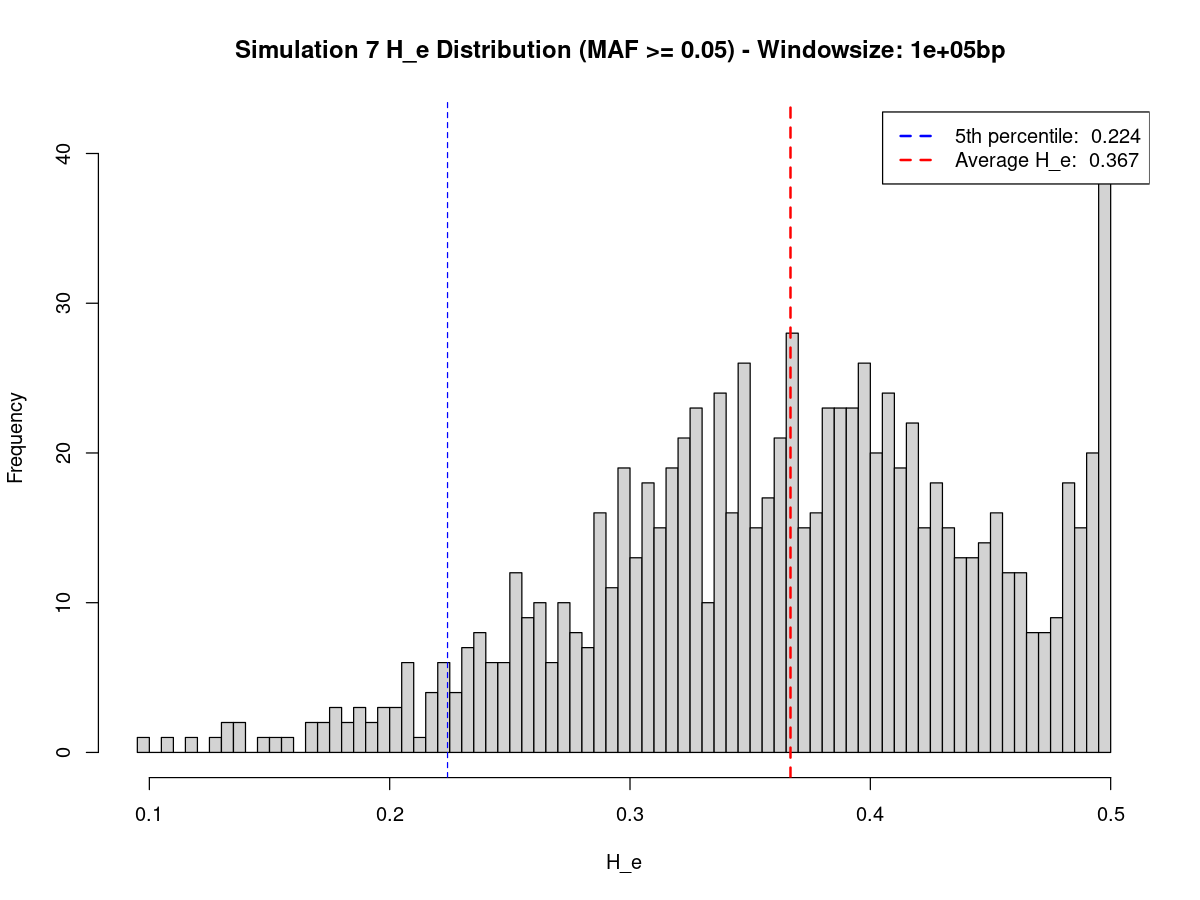 Simulation 7 H_e Distribution (MAF >= 0.05) - Windowsize: 1e+05bp
5th percentile: 0.224
Average H_e: 0.367
Frequency
40
30
20
10
0
0.1 0.2 0.3 0.4 0.5
H_e